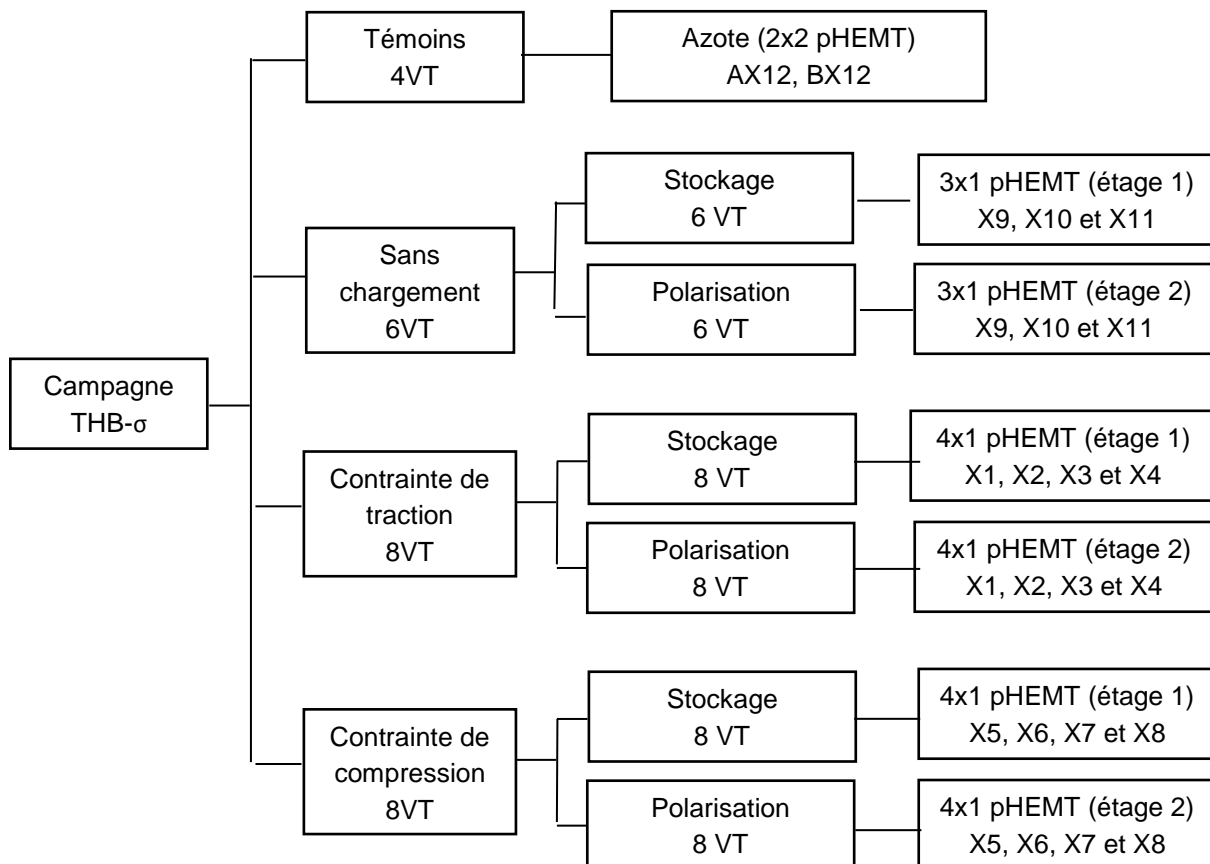 Témoins
4VT
Azote (2x2 pHEMT)
AX12, BX12
Campagne
THB-σ
Sans
chargement
6VT
Stockage
6 VT
3x1 pHEMT (étage 1)
X9, X10 et X11
Polarisation
6 VT
3x1 pHEMT (étage 2)
X9, X10 et X11
Contrainte de
traction
8VT
Stockage
8 VT
4x1 pHEMT (étage 1)
X1, X2, X3 et X4
Polarisation
8 VT
4x1 pHEMT (étage 2)
X1, X2, X3 et X4
Contrainte de
compression
8VT
Stockage
8 VT
4x1 pHEMT (étage 1)
X5, X6, X7 et X8
Polarisation
8 VT
4x1 pHEMT (étage 2)
X5, X6, X7 et X8